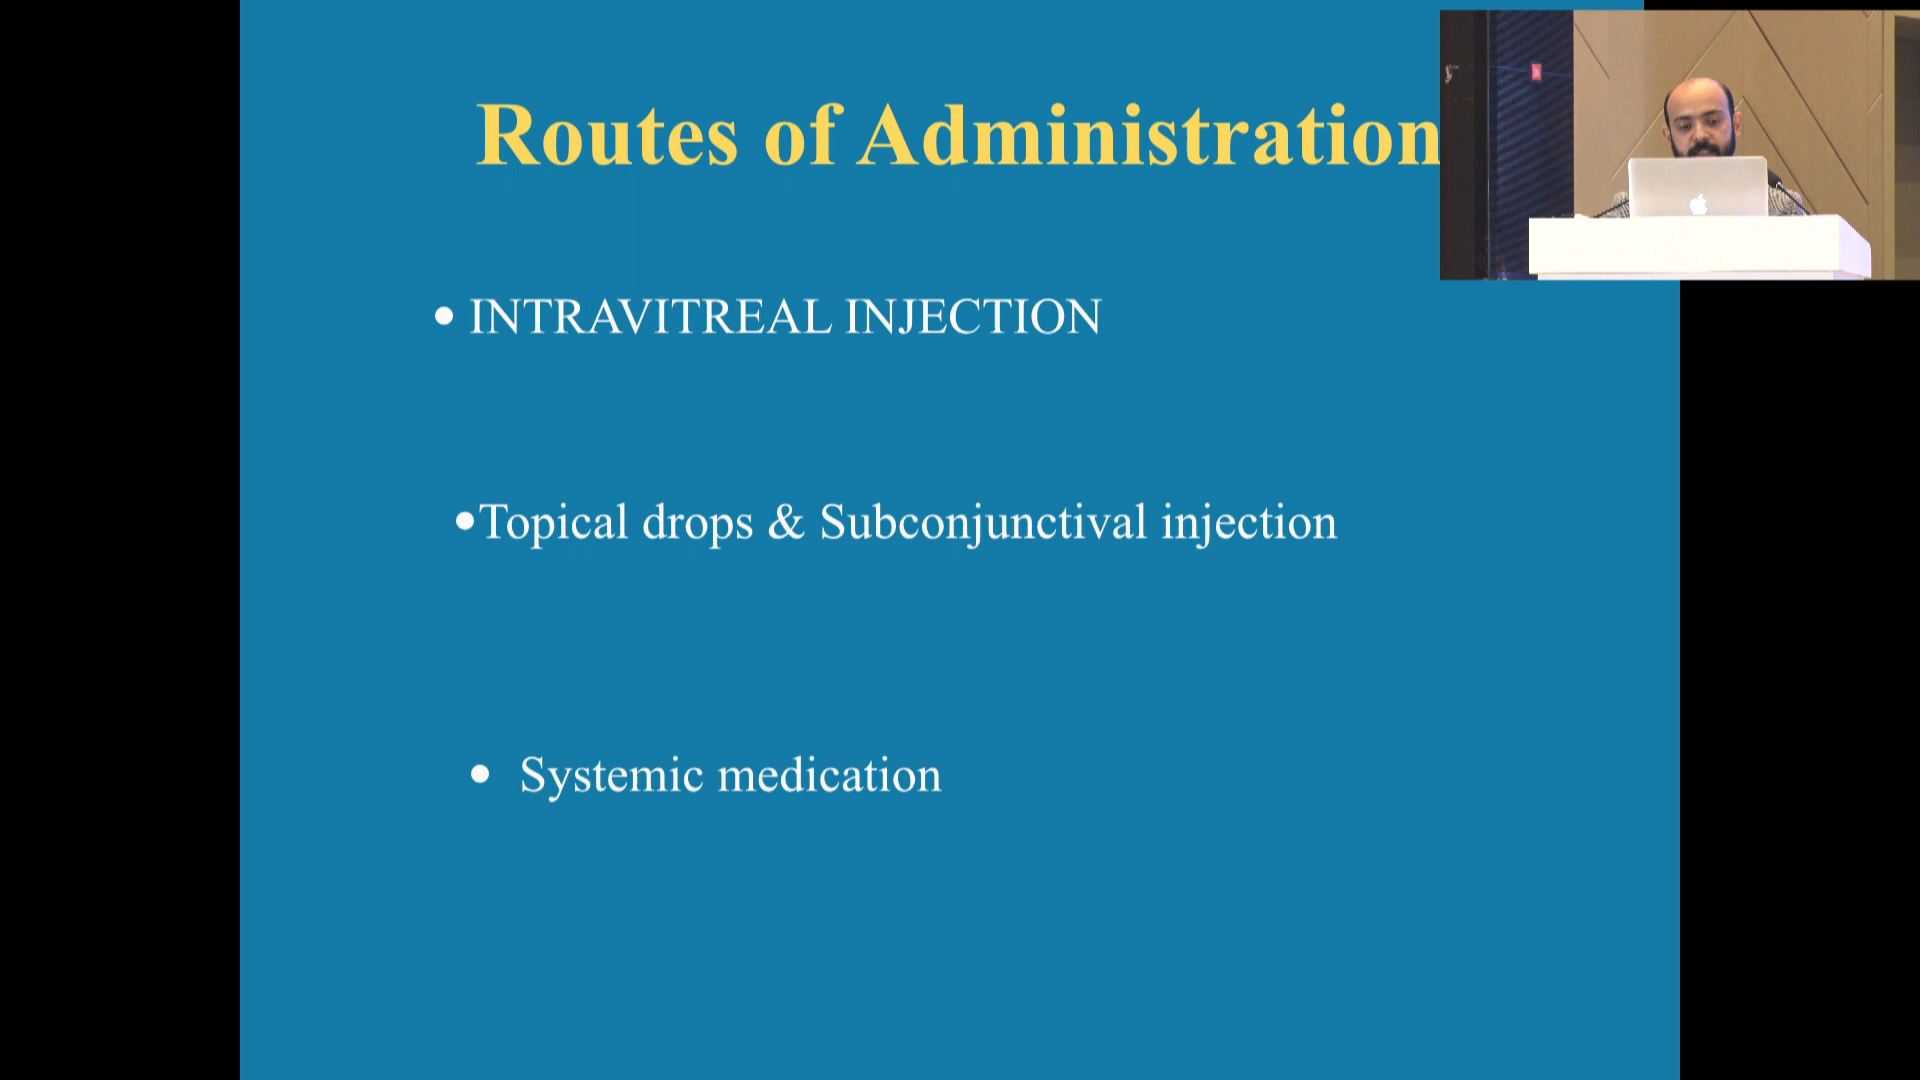 Routes of Administration
• INTRAVITREAL INJECTION
•Topical drops & Subconjunctival injection
• Systemic medication